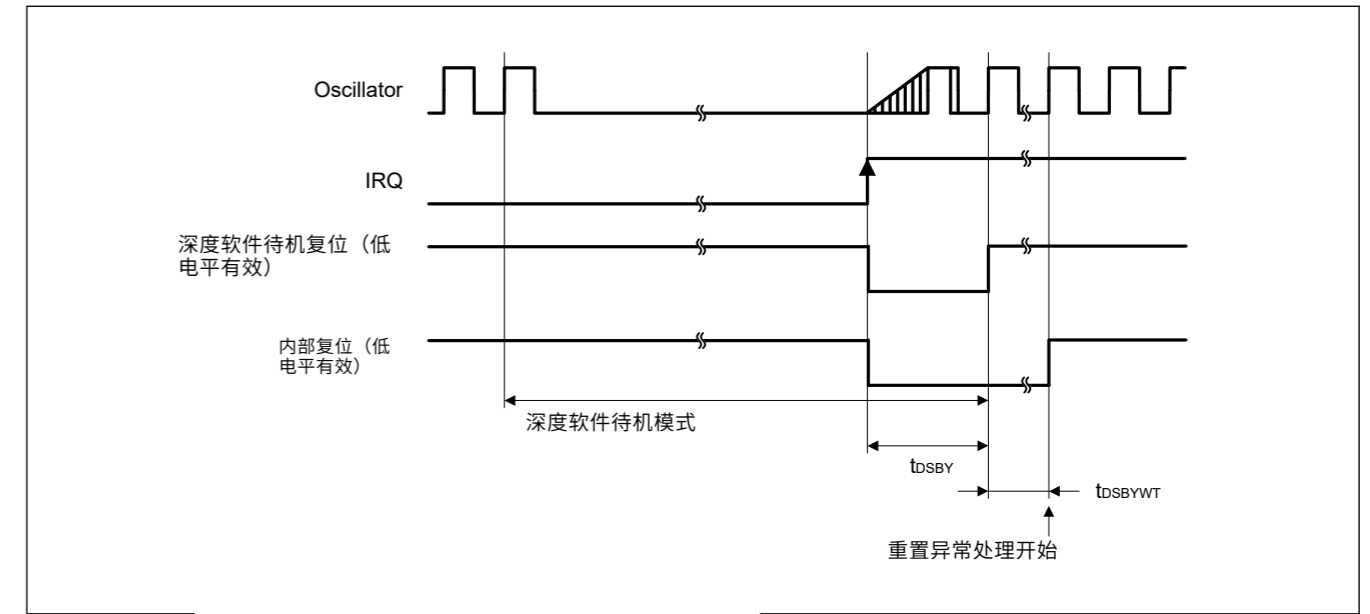 Oscillator
IRQ
深度软件待机复位（低
电平有效）
内部复位（低
电平有效）
深度软件待机模式
tDSBY
tDSBYWT
重置异常处理开始